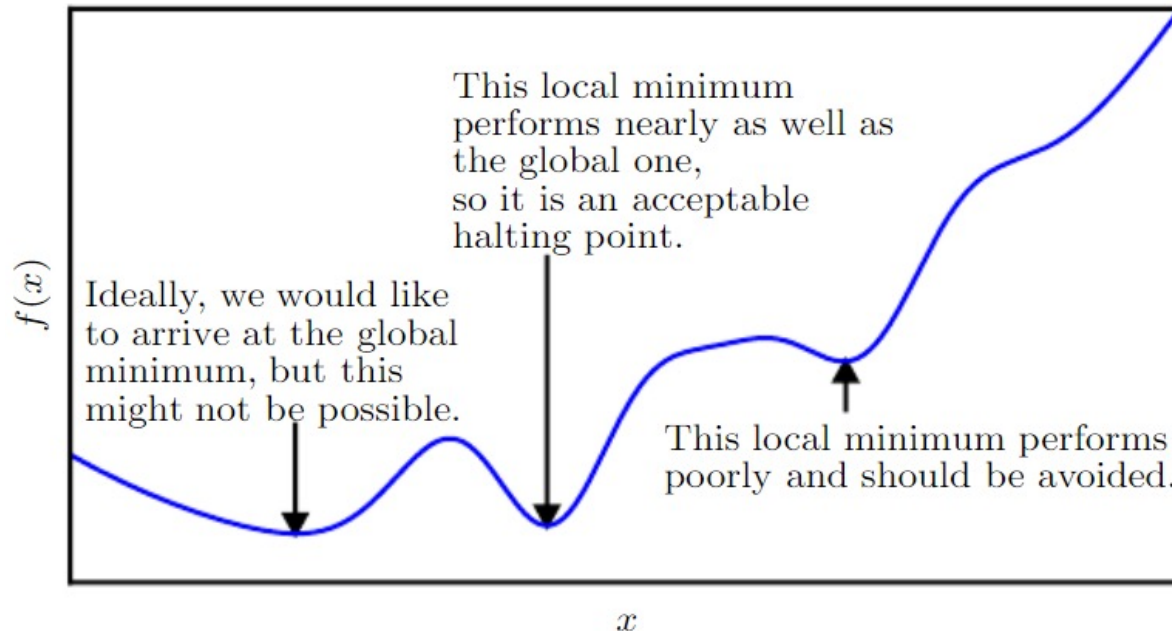 This local minimum
performs nearly as well as
the global one,
so it is an acceptable
halting point.
f(x)
Ideally, we would like
to arrive at the global
minimum, but this
might not be possible.
This local minimum performs
poorly and should be avoided.
x